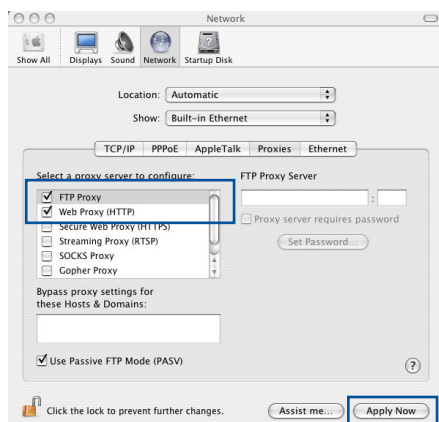 Network
Show All Displays Sound Network Startup Disk
Location: Automatic
Show: Built-in Ethernet
TCP/IP PPPoE AppleTalk Proxies Ethernet
Select a proxy server to configure: FTP Proxy Server
FTP Proxy :
Web Proxy (HTTP) Proxy server requires password
Secure Web Proxy (HTTPS)
Streaming Proxy (RTSP) Set Password...
SOCKS Proxy
Gopher Proxy
Bypass proxy settings for
these Hosts & Domains:
Use Passive FTP Mode (PASV) ?
Click the lock to prevent further changes. Assist me... Apply Now